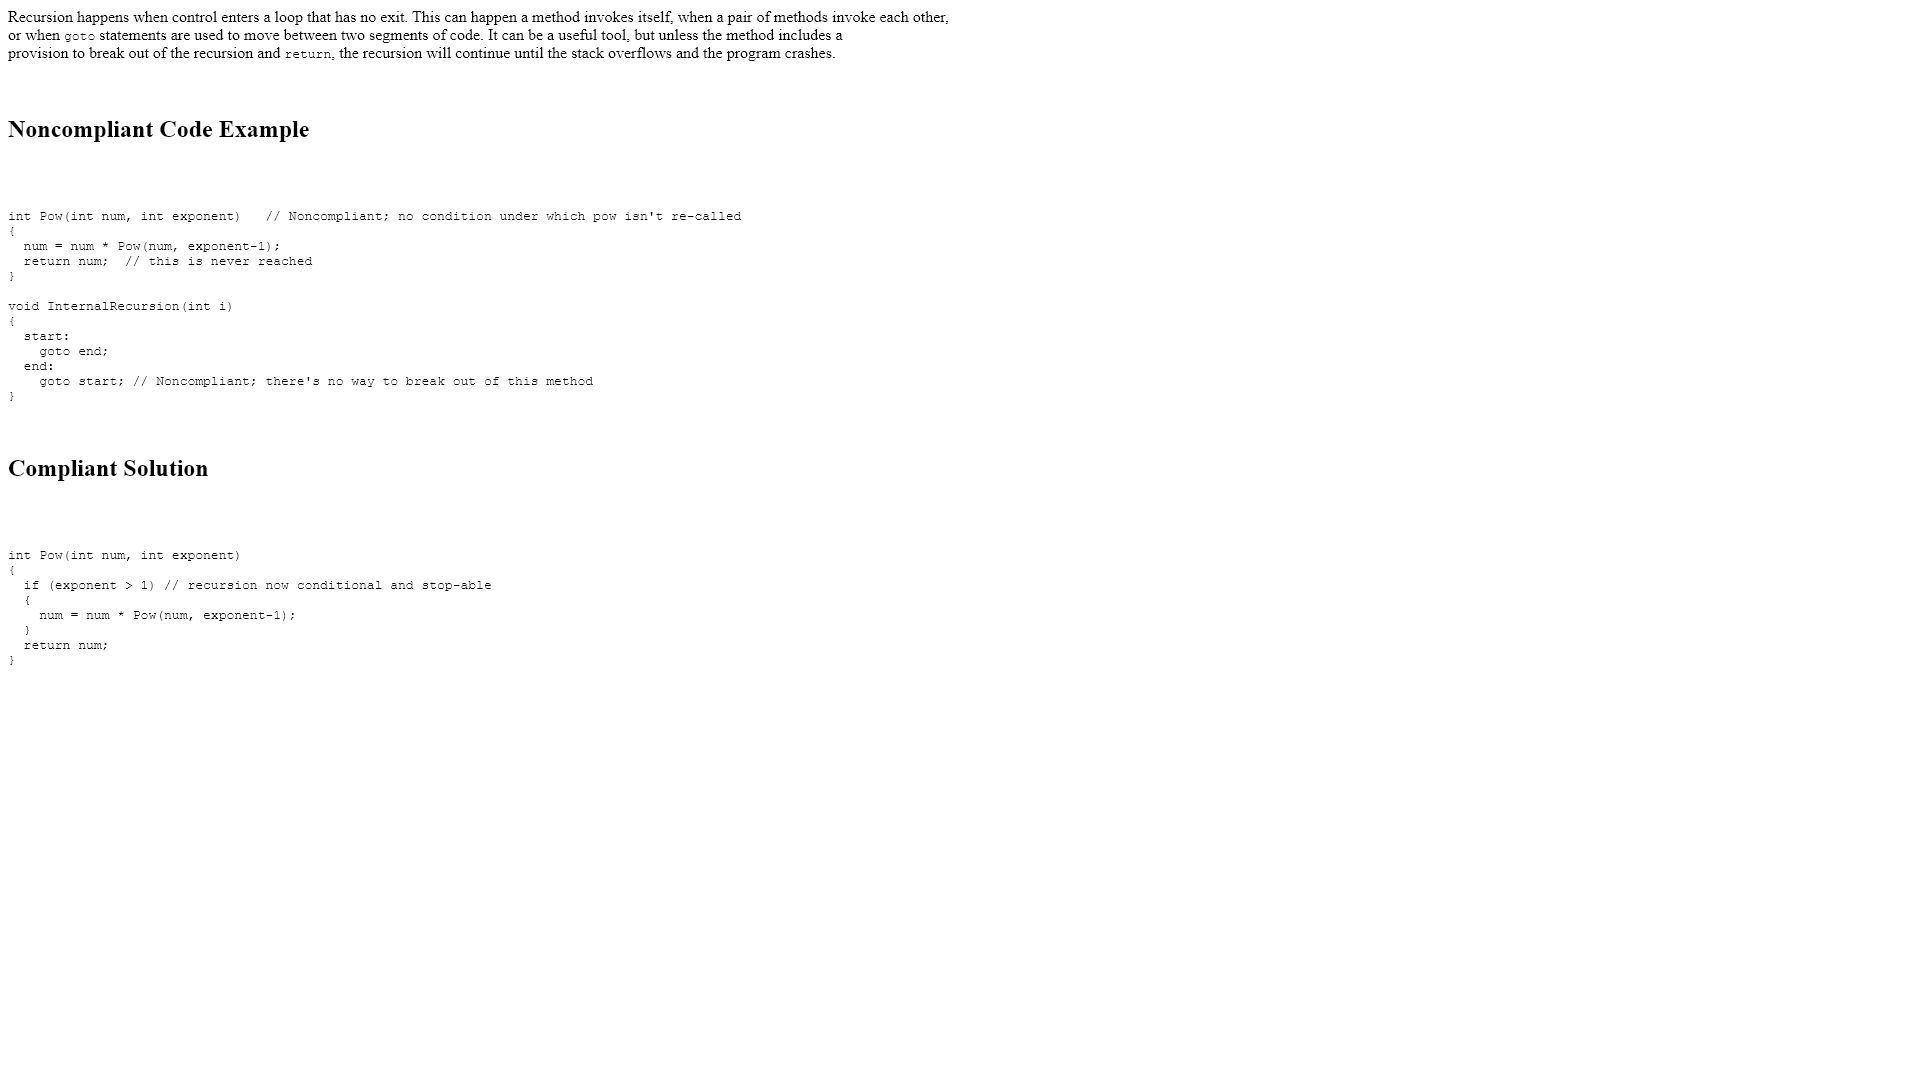 Recursion happens when control enters a loop that has no exit. This can happen a method invokes itself, when a pair of methods invoke each other,
or when goto statements are used to move between two segments of code. It can be a useful tool, but unless the method includes a
provision to break out of the recursion and return, the recursion will continue until the stack overflows and the program crashes.
Noncompliant Code Example
int Pow(int num, int exponent)   // Noncompliant; no condition under which pow isn't re-called
{
  num = num * Pow(num, exponent-1);
  return num;  // this is never reached
}
void InternalRecursion(int i)
{
  start:
    goto end;
  end:
    goto start; // Noncompliant; there's no way to break out of this method
}
Compliant Solution
int Pow(int num, int exponent)
{
  if (exponent > 1) // recursion now conditional and stop-able
  {
    num = num * Pow(num, exponent-1);
  }
  return num;
}